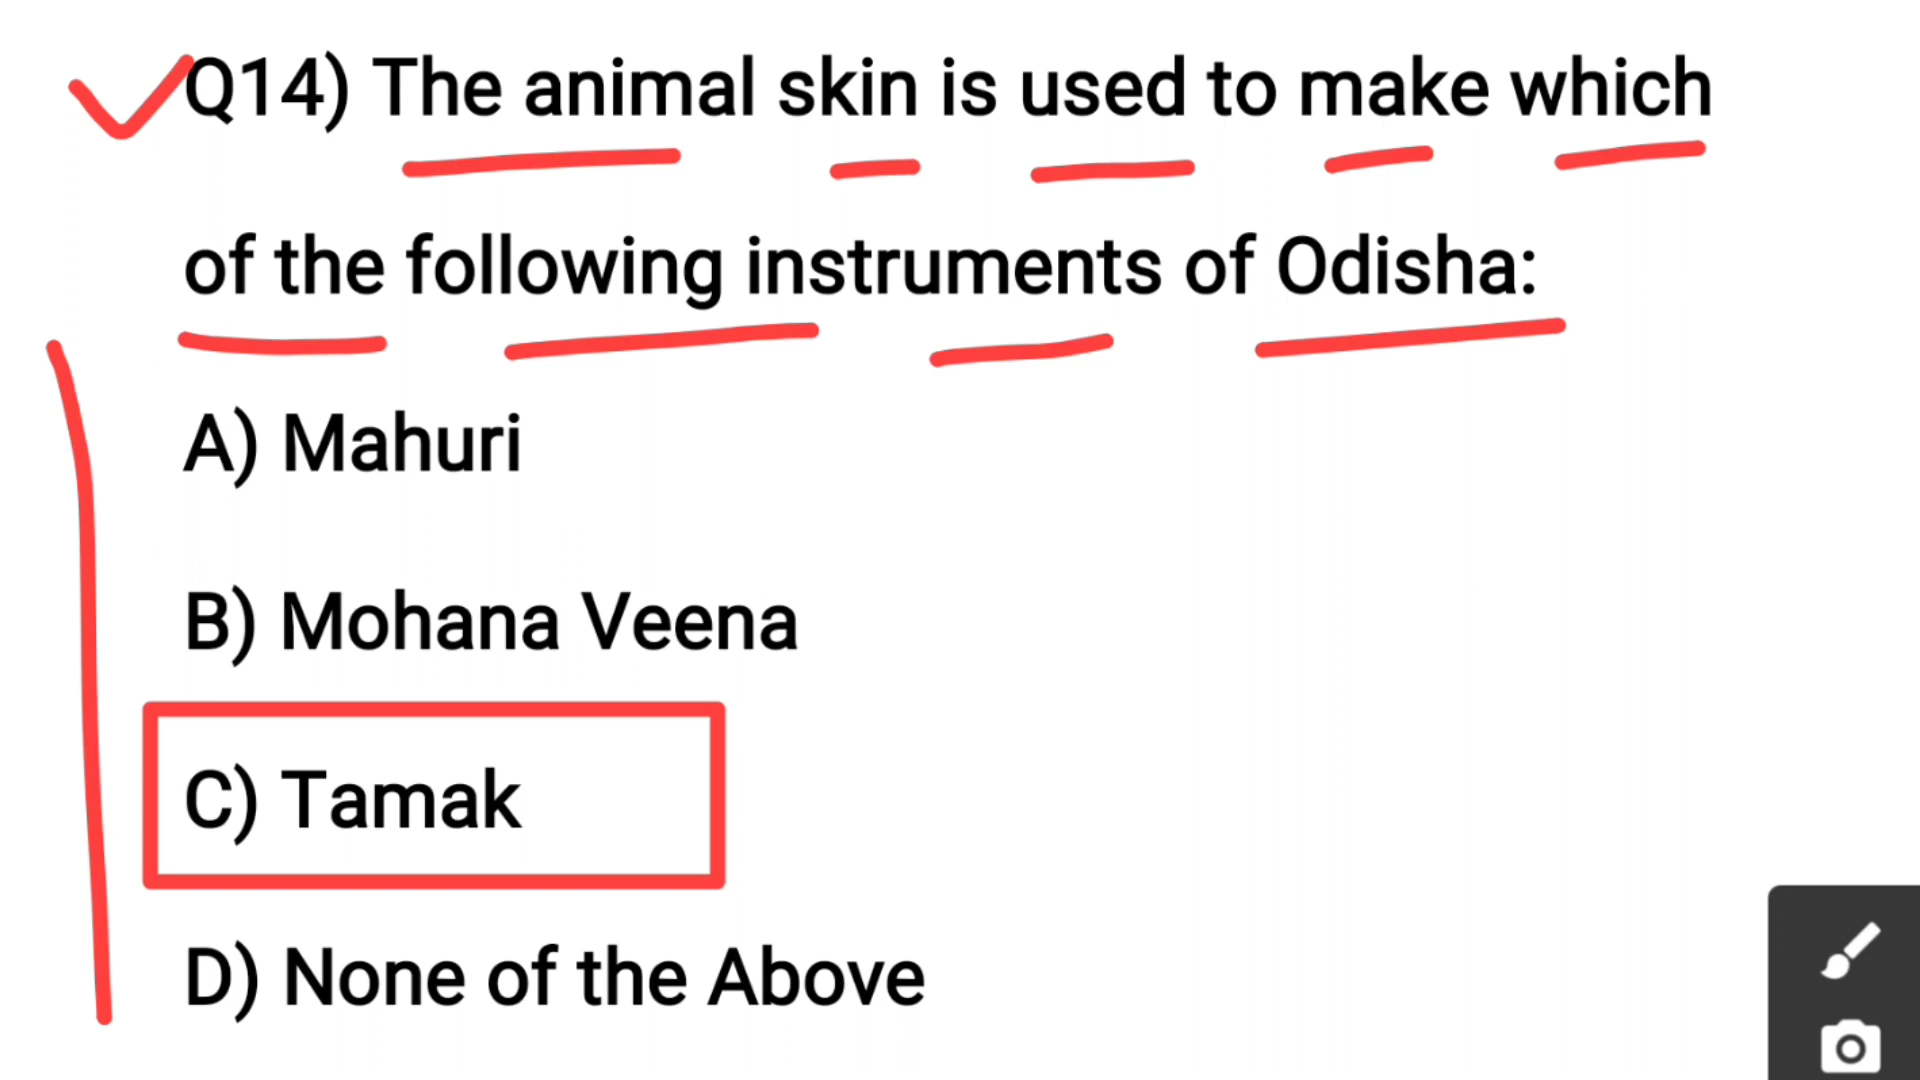 Q14) The animal skin is used to make which
of the following instruments of Odisha:
A) Mahuri
B) Mohana Veena
C) Tamak
D) None of the Above